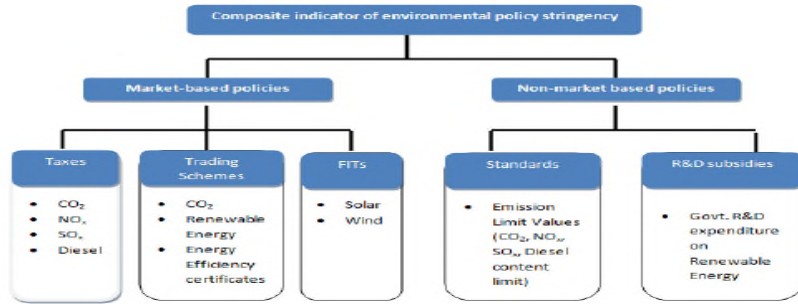 Composite indicator of environmental policy stringency
Market-based policies
Non-market based policies
Taxes
• CO₂
• NOₓ
• SOₓ
• Diesel
Trading
Schemes
• CO₂
• Renewable
Energy
• Energy
Efficiency
certificates
FITs
• Solar
• Wind
Standards
• Emission
Limit Values
(CO₂, NOₓ,
SOₓ, Diesel
content
limit)
R&D subsidies
• Govt. R&D
expenditure
on
Renewable
Energy